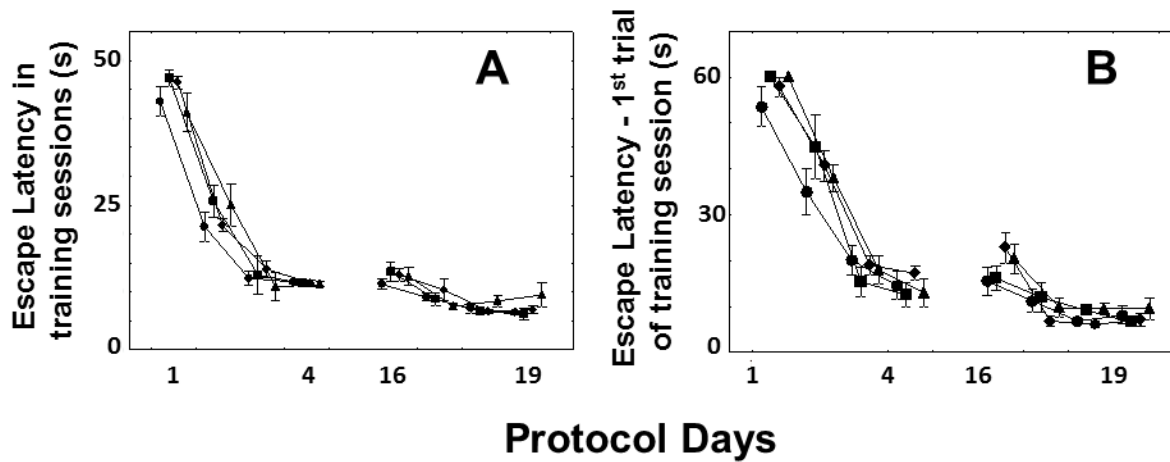 Escape Latency in
training sessions (s)
50
25
0
A
1 4 16 19
Escape Latency - 1st trial
of training session (s)
60
30
0
B
1 4 16 19
Protocol Days